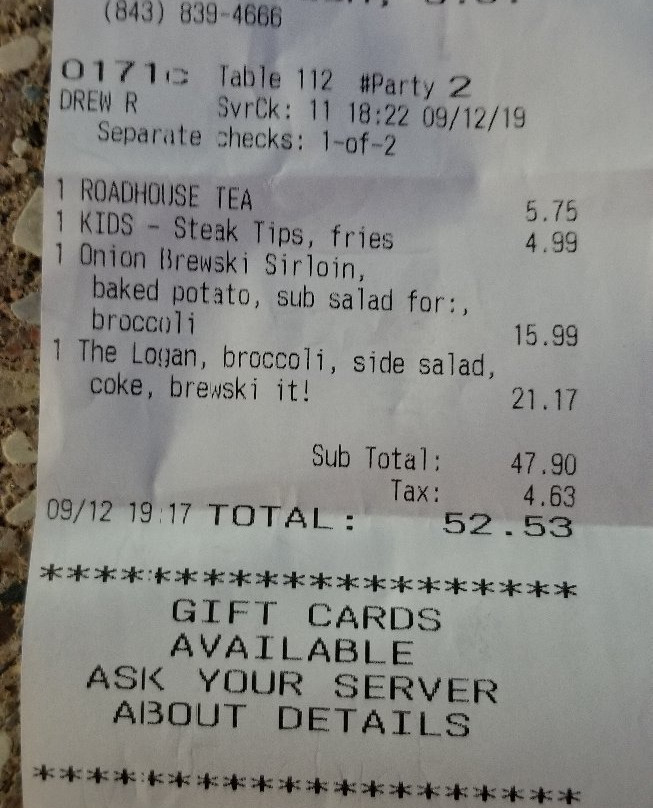 (843) 839-4666
0171c Table 112 #Party 2
DREW R SvrCk: 11 18:22 09/12/19
Separate checks: 1-of-2
1 ROADHOUSE TEA 5.75
1 KIDS - Steak Tips, fries 4.99
1 Onion Brewski Sirloin,
baked potato, sub salad for:,
broccoli 15.99
1 The Logan, broccoli, side salad,
coke, brewski it! 21.17
Sub Total: 47.90
Tax: 4.63
09/12 19:17 TOTAL: 52.53
********************
GIFT CARDS
AVAILABLE
ASK YOUR SERVER
ABOUT DETAILS
********************